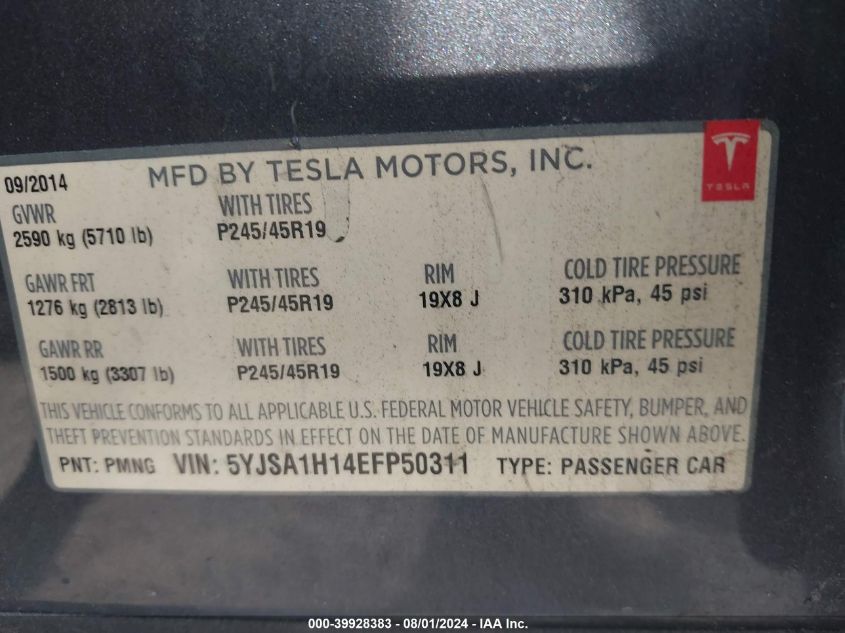 09/2014 MFD BY TESLA MOTORS, INC.
TESLA
GVWR WITH TIRES
2590 kg (5710 lb) P245/45R19
GAWR FRT WITH TIRES RIM COLD TIRE PRESSURE
1276 kg (2813 lb) P245/45R19 19X8 J 310 kPa, 45 psi
GAWR RR WITH TIRES RIM COLD TIRE PRESSURE
1500 kg (3307 lb) P245/45R19 19X8 J 310 kPa, 45 psi
THIS VEHICLE CONFORMS TO ALL APPLICABLE U.S. FEDERAL MOTOR VEHICLE SAFETY, BUMPER, AND
THEFT PREVENTION STANDARDS IN EFFECT ON THE DATE OF MANUFACTURE SHOWN ABOVE.
PNT: PMNG VIN: 5YJSA1H14EFP50311 TYPE: PASSENGER CAR
000-39928383 - 08/01/2024 - IAA Inc.